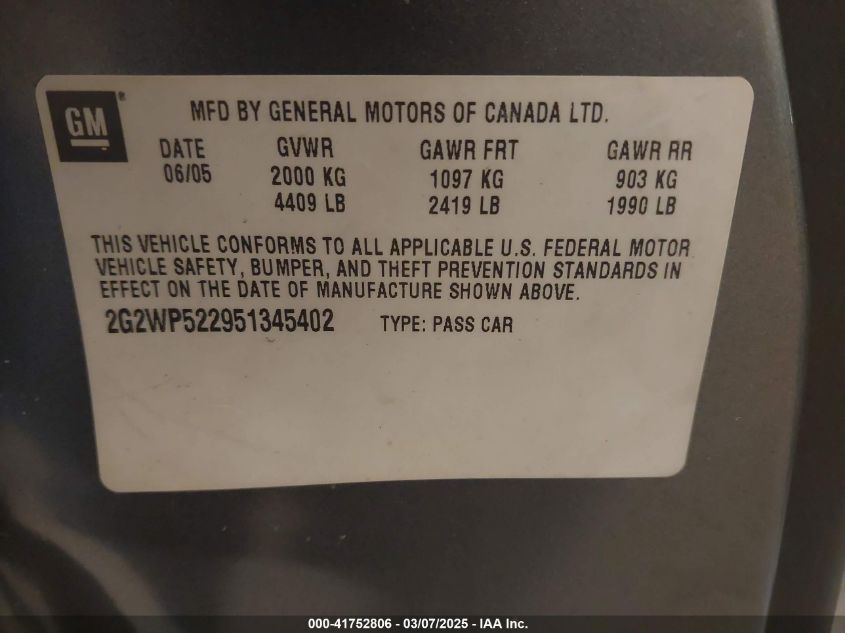 GM®
MFD BY GENERAL MOTORS OF CANADA LTD.
DATE GVWR GAWR FRT GAWR RR
06/05 2000 KG 1097 KG 903 KG
4409 LB 2419 LB 1990 LB
THIS VEHICLE CONFORMS TO ALL APPLICABLE U.S. FEDERAL MOTOR
VEHICLE SAFETY, BUMPER, AND THEFT PREVENTION STANDARDS IN
EFFECT ON THE DATE OF MANUFACTURE SHOWN ABOVE.
2G2WP522951345402 TYPE: PASS CAR
000-41752806 - 03/07/2025 - IAA Inc.